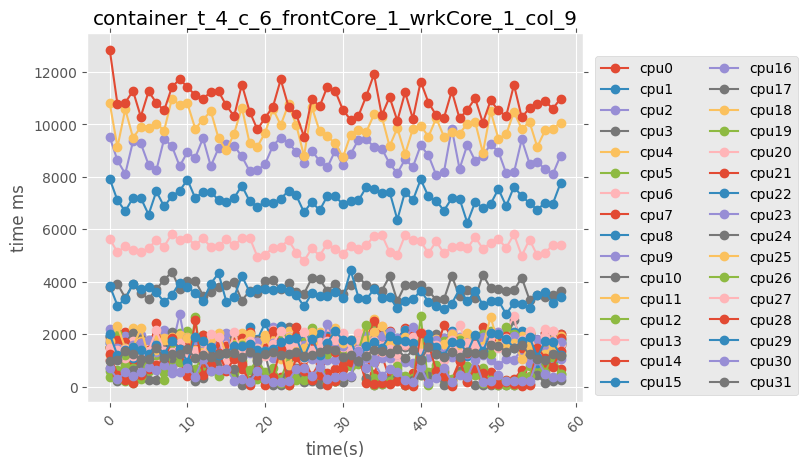 container_t_4_c_6_frontCore_1_wrkCore_1_col_9
12000
10000
8000
6000
4000
2000
0
time ms
0
10
20
30
40
50
60
time(s)
cpu0
cpu1
cpu2
cpu3
cpu4
cpu5
cpu6
cpu7
cpu8
cpu9
cpu10
cpu11
cpu12
cpu13
cpu14
cpu15
cpu16
cpu17
cpu18
cpu19
cpu20
cpu21
cpu22
cpu23
cpu24
cpu25
cpu26
cpu27
cpu28
cpu29
cpu30
cpu31